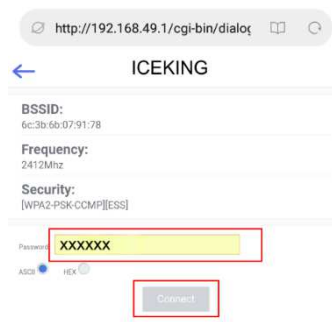 http://192.168.49.1/cgi-bin/dialog
ICEKING
BSSID:
6c:3b:6b:07:91:78
Frequency:
2412Mhz
Security:
[WPA2-PSK-CCMP][ESS]
Password XXXXXX
ASCII HEX
Connect